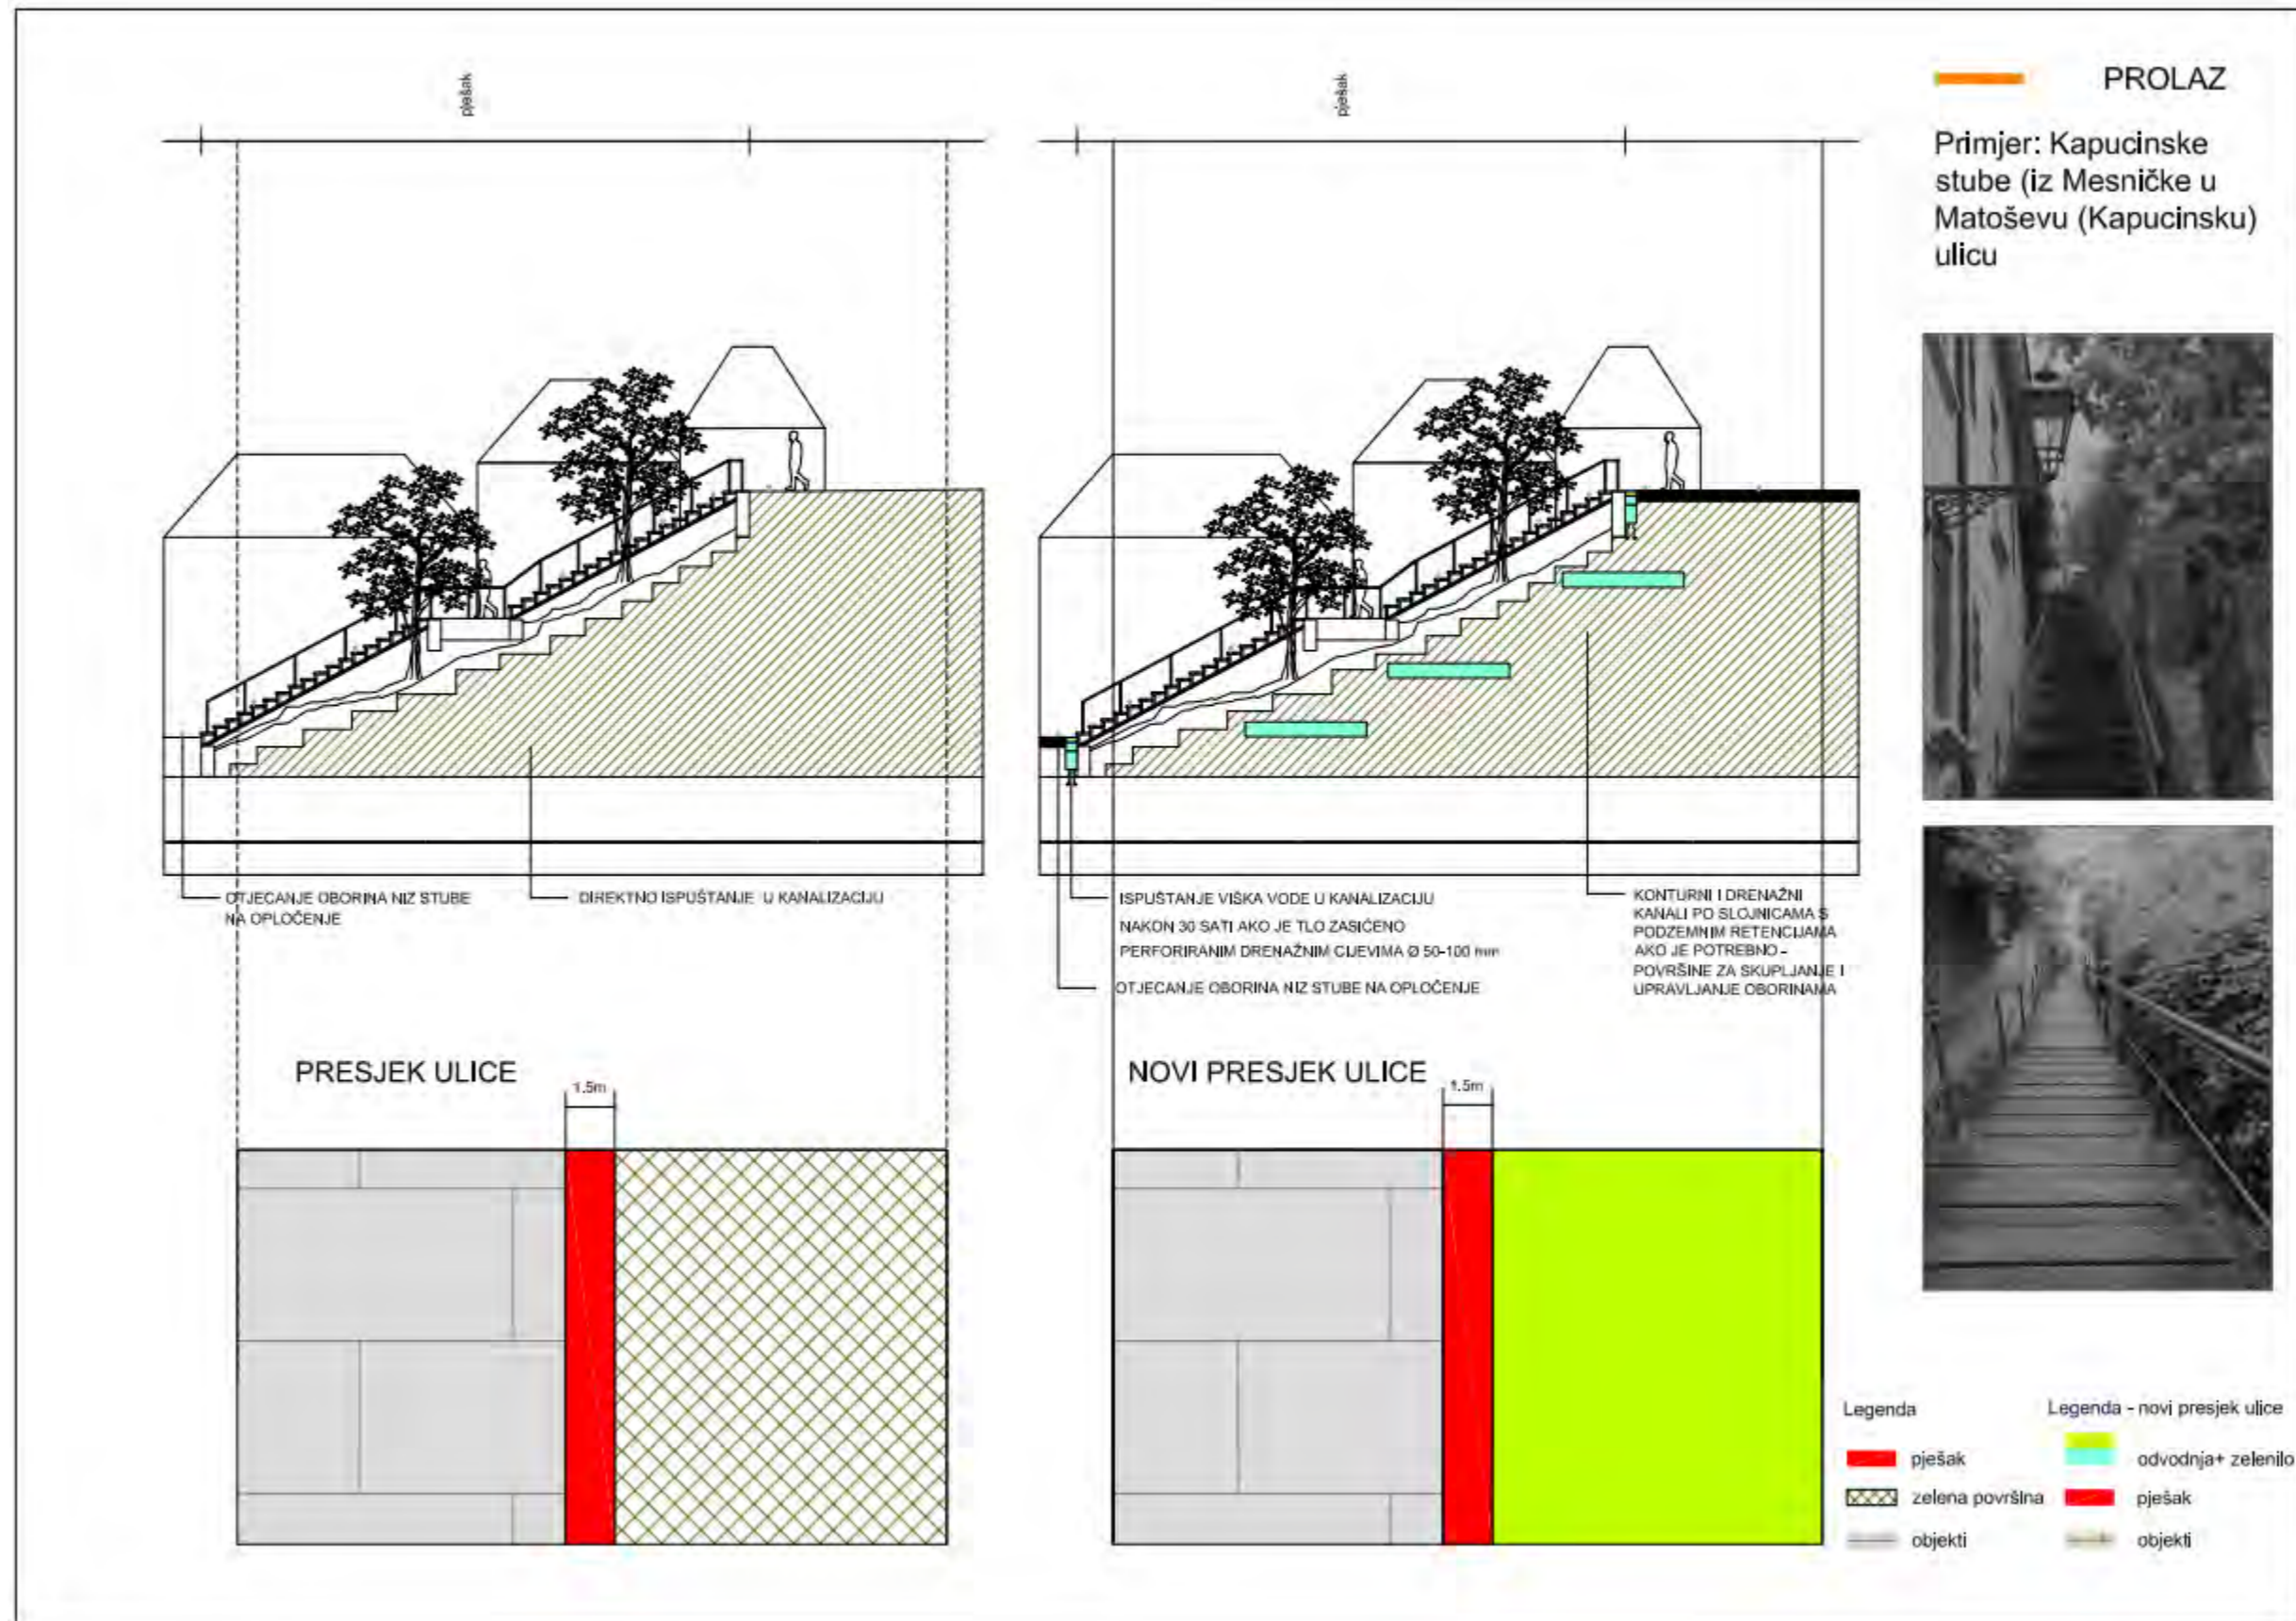 pješak
pješak
PROLAZ
Primjer: Kapucinske
stube (iz Mesničke u
Matoševu (Kapucinsku)
ulicu
OTJECANJE OBORINA NIZ STUBE
NA OPLOČENJE
DIREKTNO ISPUŠTANJE U KANALIZACIJU
ISPUŠTANJE VIŠKA VODE U KANALIZACIJU
NAKON 30 SATI AKO JE TLO ZASIĆENO
PERFORIRANIM DRENAŽNIM CIJEVIMA Ø 50-100 mm
OTJECANJE OBORINA NIZ STUBE NA OPLOČENJE
KONTURNI I DRENAŽNI
KANALI PO SLOJNICAMA S
PODZEMNIM RETENCIJAMA
AKO JE POTREBNO -
POVRŠINE ZA SKUPLJANJE I
UPRAVLJANJE OBORINAMA
PRESJEK ULICE
1.5m
NOVI PRESJEK ULICE
1.5m
Legenda
pješak
zelena površina
objekti
Legenda - novi presjek ulice
odvodnja+ zelenilo
pješak
objekti